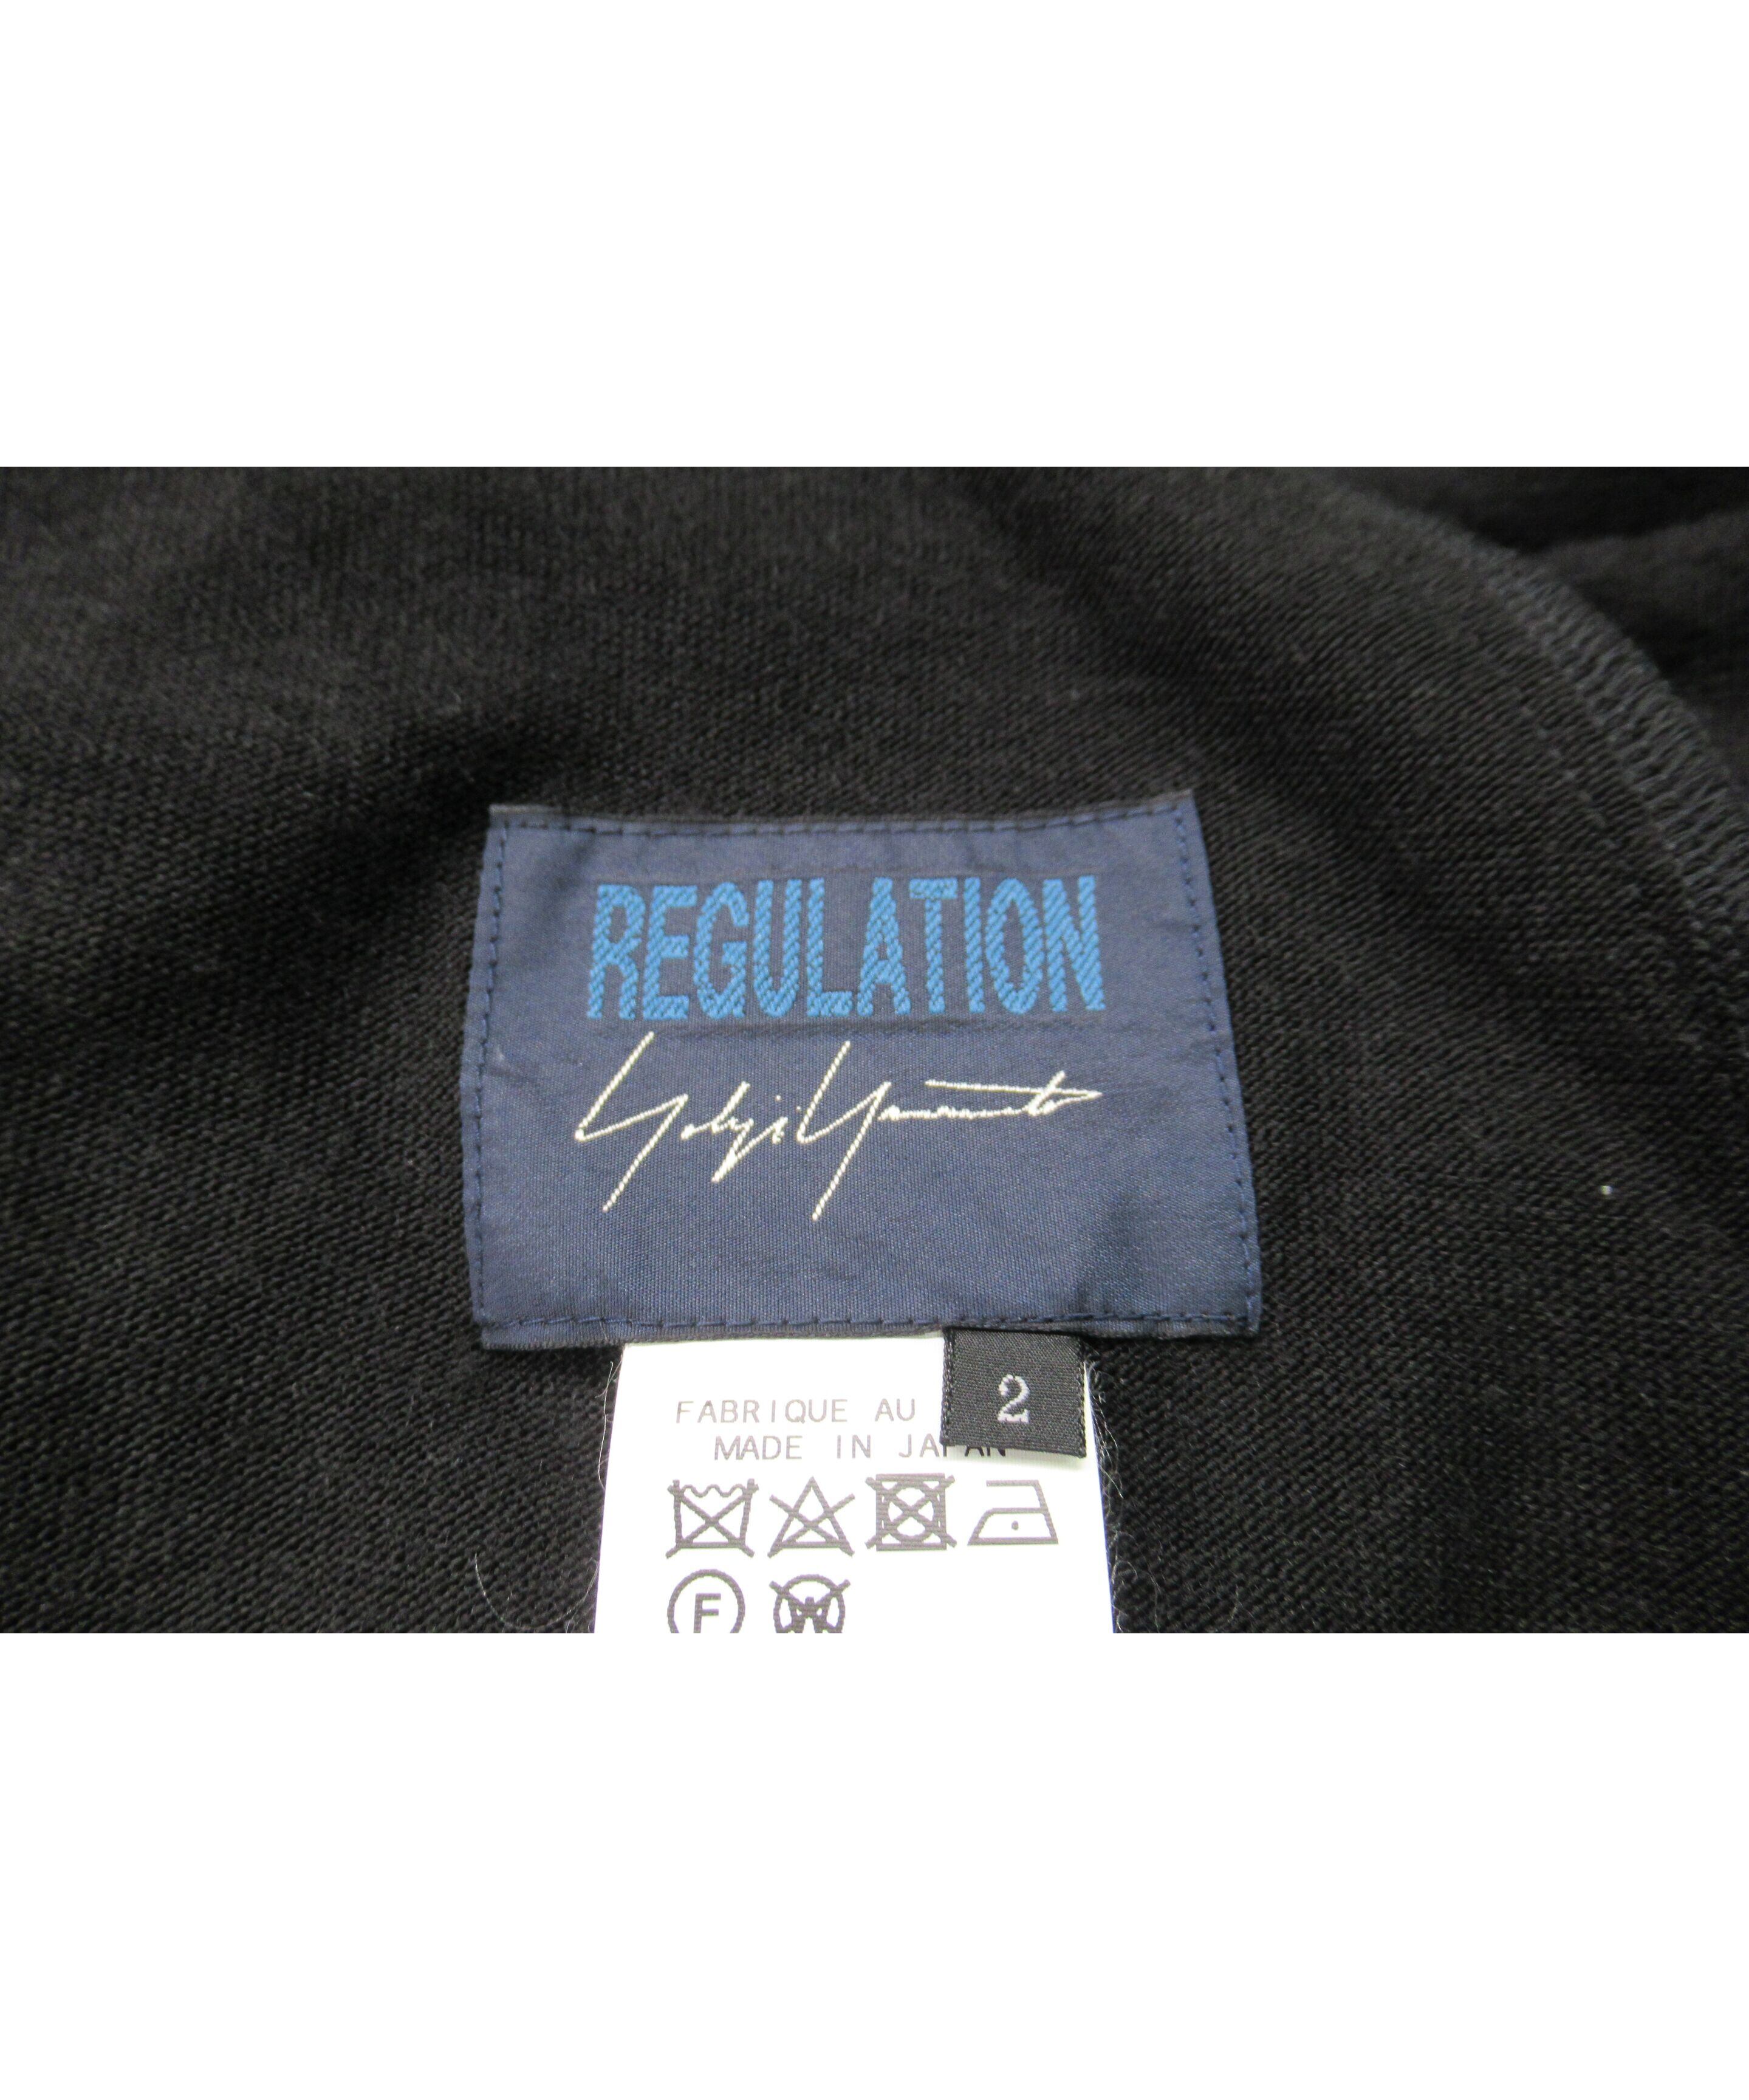 REGULATION
Yohji Yamamoto
2
FABRIQUE AU
MADE IN JAPAN
F
W